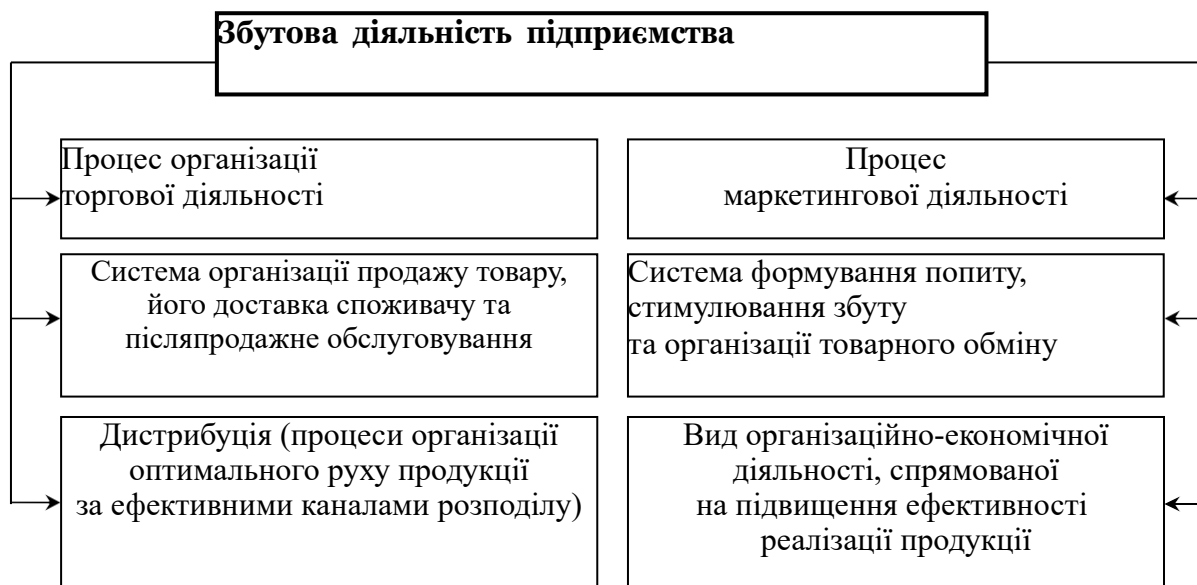 Збутова діяльність підприємства
Процес організації
торгової діяльності
Процес
маркетингової діяльності
Система організації продажу товару,
його доставка споживачу та
післяпродажне обслуговування
Система формування попиту,
стимулювання збуту
та організації товарного обміну
Дистрибуція (процеси організації
оптимального руху продукції
за ефективними каналами розподілу)
Вид організаційно-економічної
діяльності, спрямованої
на підвищення ефективності
реалізації продукції